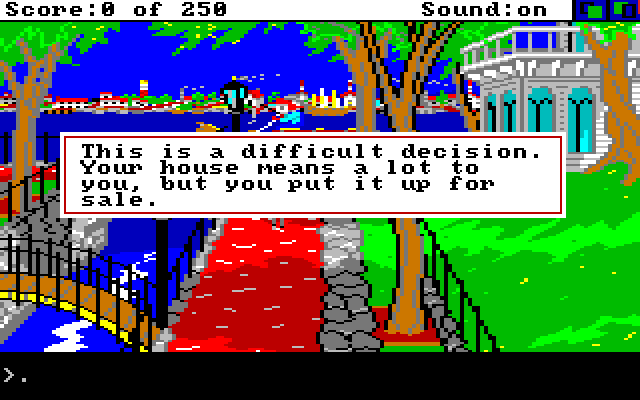 Score:0 of 250 Sound:on
This is a difficult decision.
Your house means a lot to
you, but you put it up for
sale.
>.